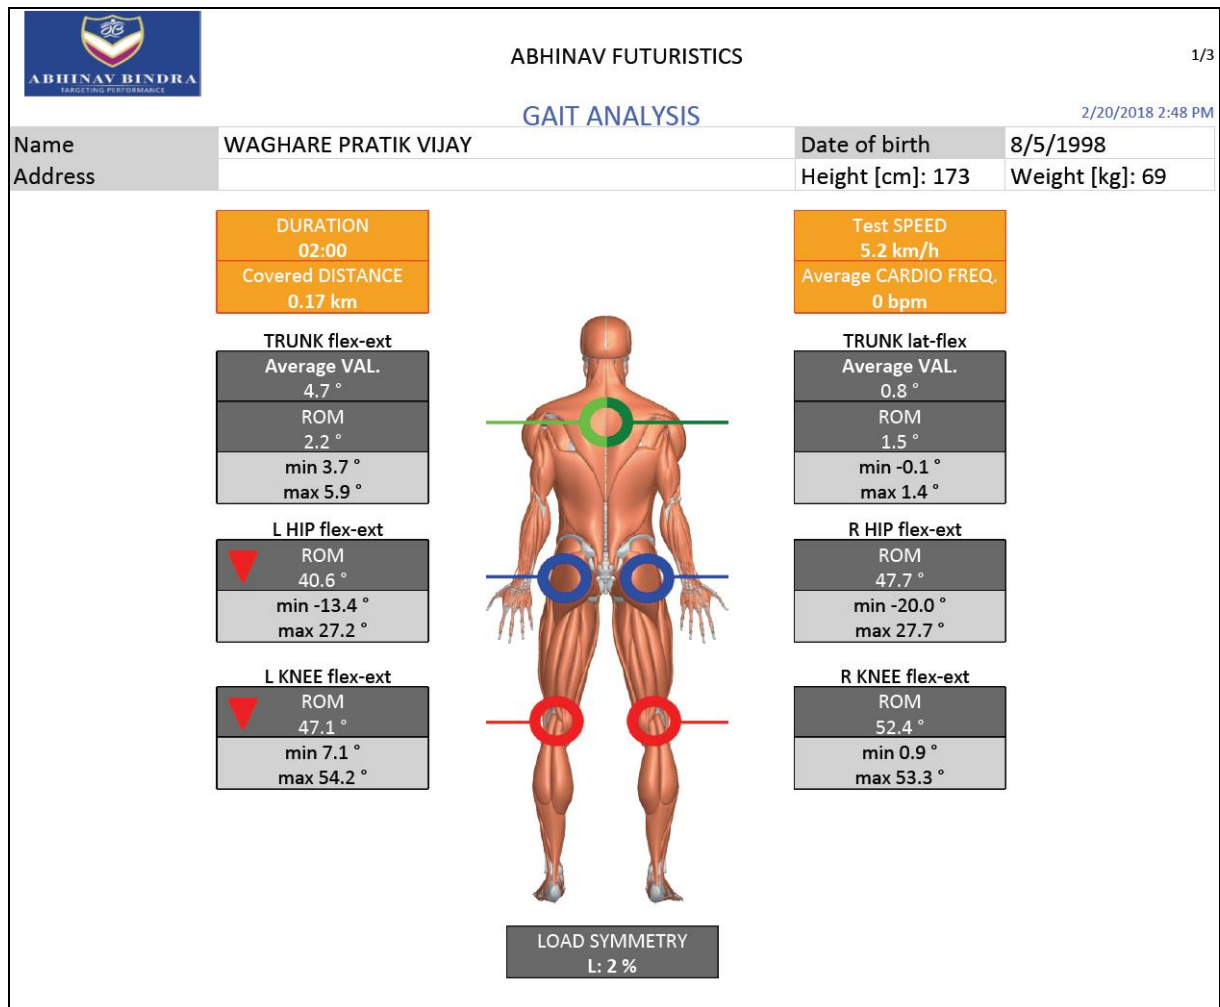 ABHINAV BINDRA
TARGETING PERFORMANCE
ABHINAV FUTURISTICS
1/3
GAIT ANALYSIS
2/20/2018 2:48 PM
Name WAGHARE PRATIK VIJAY Date of birth 8/5/1998
Address Height [cm]: 173 Weight [kg]: 69
DURATION
02:00
Covered DISTANCE
0.17 km
Test SPEED
5.2 km/h
Average CARDIO FREQ.
0 bpm
TRUNK flex-ext
Average VAL.
4.7 °
ROM
2.2 °
min 3.7 °
max 5.9 °
TRUNK lat-flex
Average VAL.
0.8 °
ROM
1.5 °
min -0.1 °
max 1.4 °
L HIP flex-ext
ROM
40.6 °
min -13.4 °
max 27.2 °
R HIP flex-ext
ROM
47.7 °
min -20.0 °
max 27.7 °
L KNEE flex-ext
ROM
47.1 °
min 7.1 °
max 54.2 °
R KNEE flex-ext
ROM
52.4 °
min 0.9 °
max 53.3 °
LOAD SYMMETRY
L: 2 %